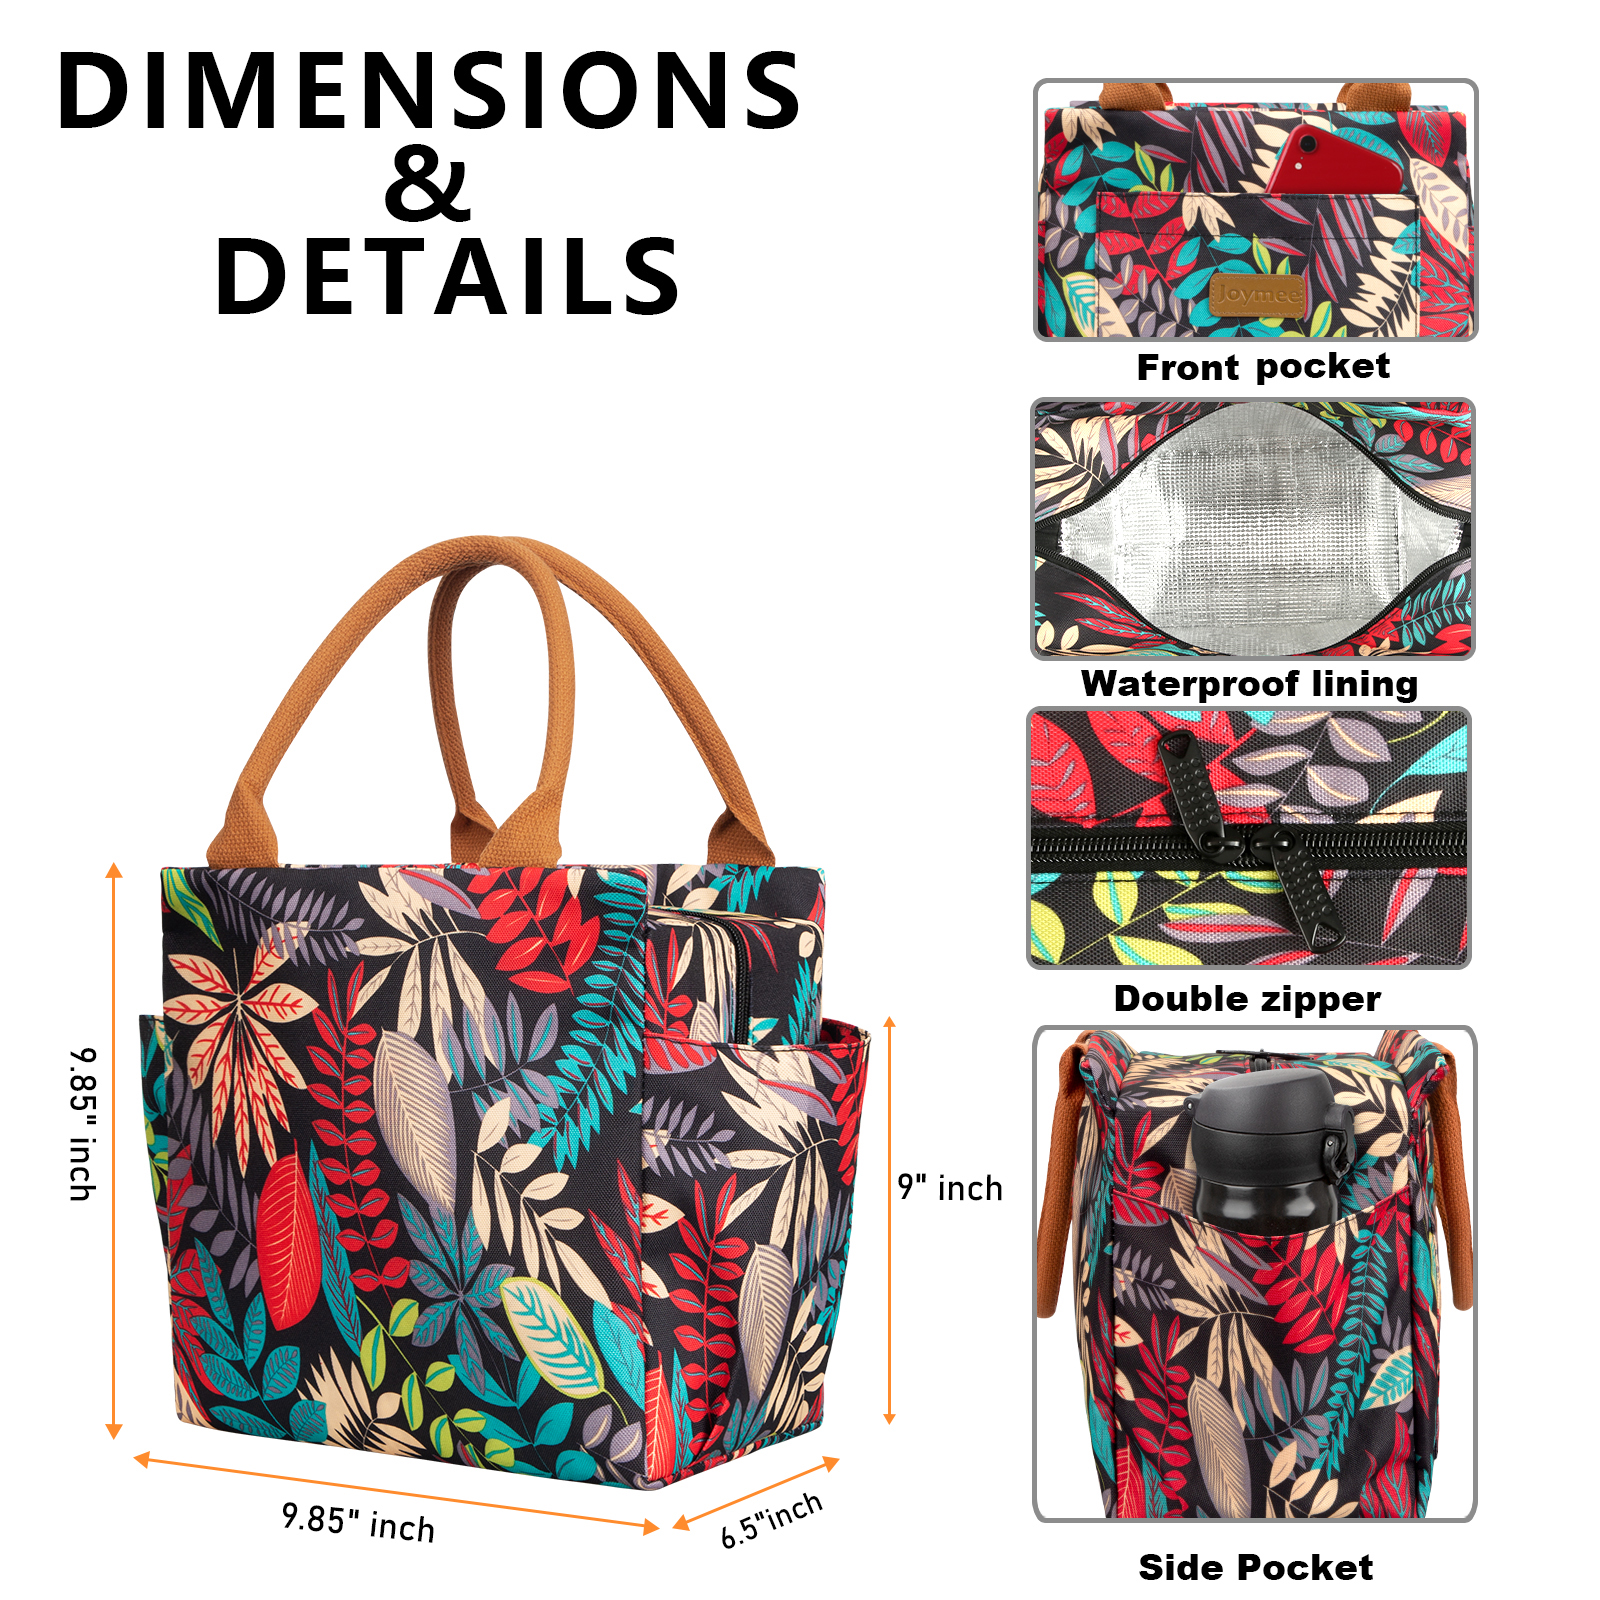 DIMENSIONS
&
DETAILS
Joymee
Front pocket
Waterproof lining
Double zipper
Side Pocket
9.85" inch
9" inch
9.85" inch
6.5"inch